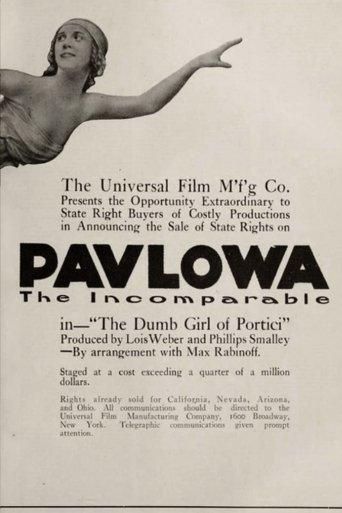 The Universal Film M'f'g Co.
Presents the Opportunity Extraordinary to
State Right Buyers of Costly Productions
in Announcing the Sale of State Rights on
PAVLOWA
The Incomparable
in—"The Dumb Girl of Portici"
Produced by Lois Weber and Phillips Smalley
—By arrangement with Max Rabinoff.
Staged at a cost exceeding a quarter of a million
dollars.
Rights already sold for California, Nevada, Arizona,
and Ohio. All communications should be directed to the
Universal Film Manufacturing Company, 1600 Broadway,
New York. Telegraphic communications given prompt
attention.